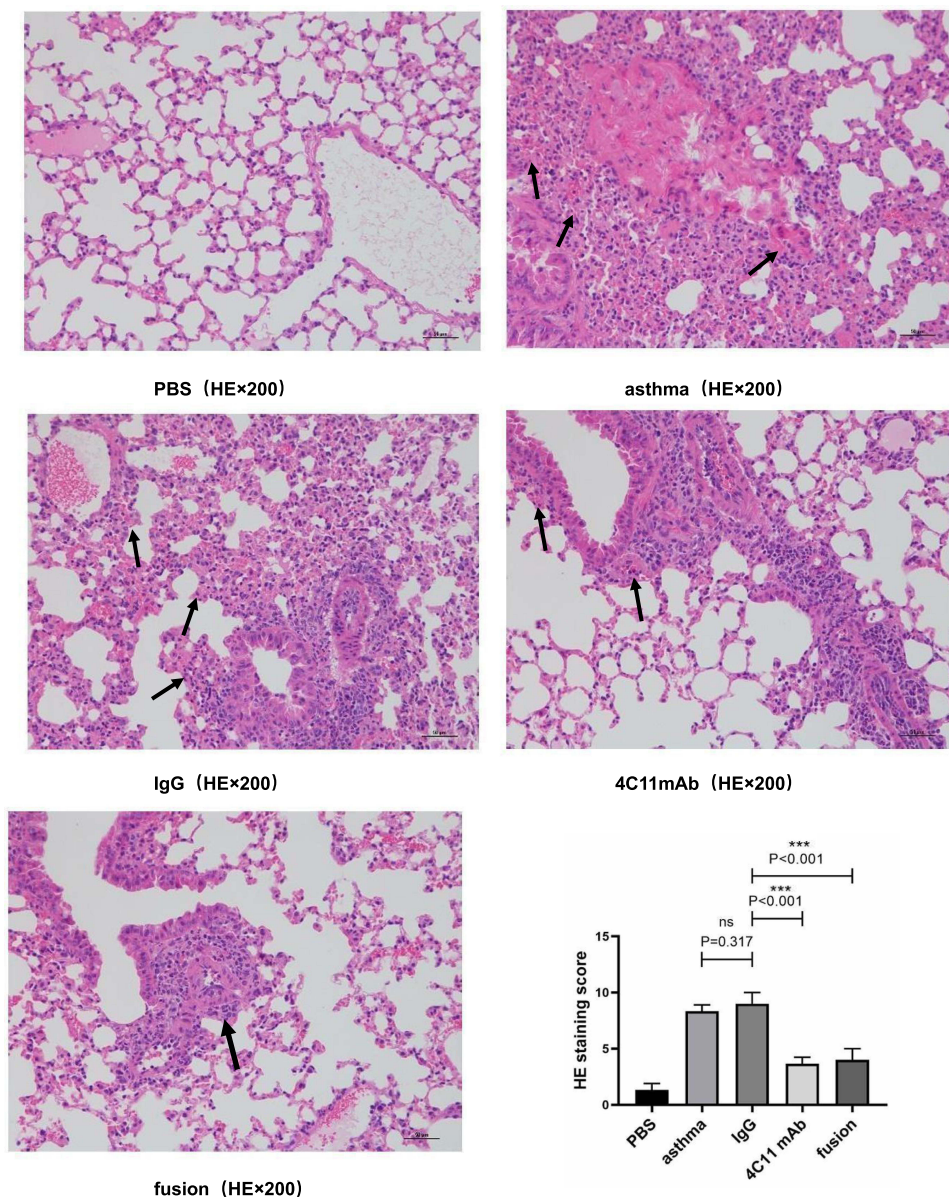 PBS（HE×200）
asthma（HE×200）
IgG（HE×200）
4C11mAb（HE×200）
fusion（HE×200）
***
P<0.001
***
P<0.001
ns
P=0.317
15
10
5
0
HE staining score
PBS
asthma
IgG
4C11 mAb
fusion